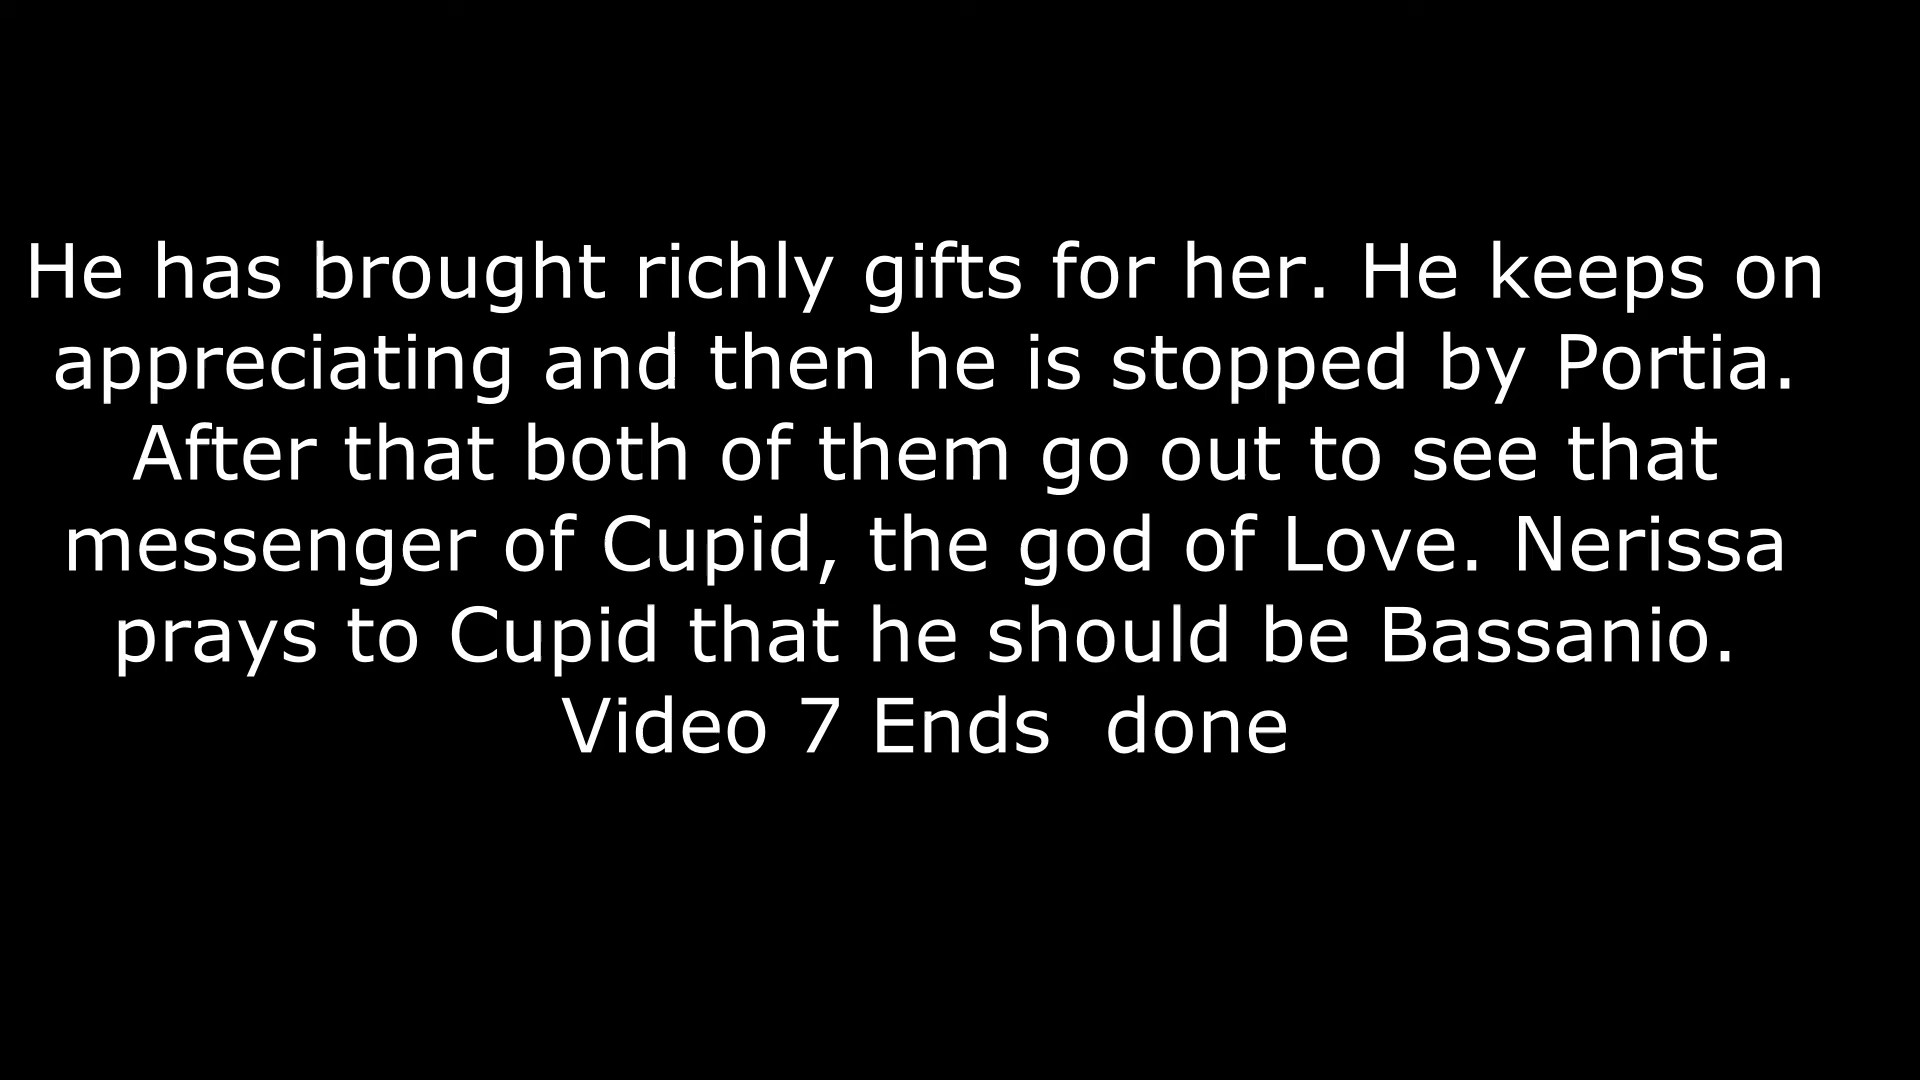 He has brought richly gifts for her. He keeps on
appreciating and then he is stopped by Portia.
After that both of them go out to see that
messenger of Cupid, the god of Love. Nerissa
prays to Cupid that he should be Bassanio.
Video 7 Ends  done